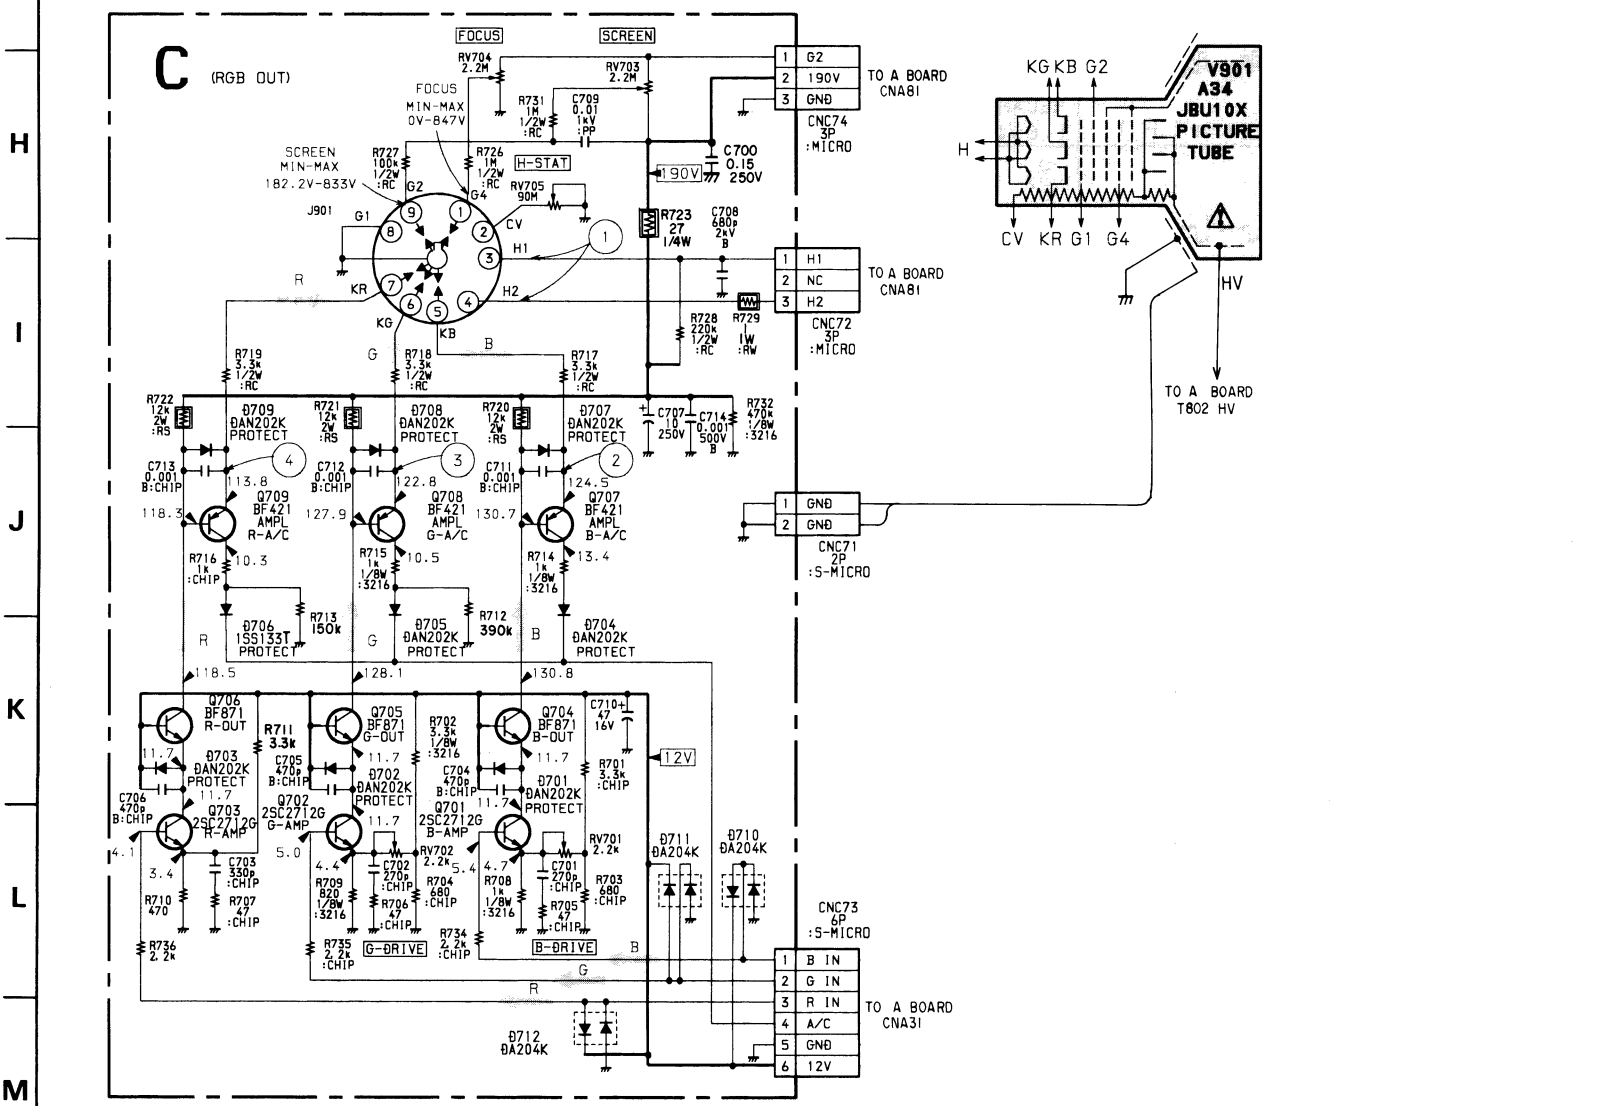 C (RGB OUT)
FOCUS
SCREEN
RV704
2.2M
RV703
2.2M
1 G2
2 190V
3 GND
TO A BOARD
CNA81
CNC74
3P
:MICRO
FOCUS
MIN-MAX
0V-847V
R731
1M
1/2W
:RC
C709
0.01
1kV
:PP
H
SCREEN
MIN-MAX
182.2V-833V
R727
100k
1/2W
:RC
R726
1M
1/2W
:RC
H-STAT
RV705
90M
190V
C700
0.15
250V
G2
G4
J901
G1
CV
H1
H2
KR
KG
KB
9
1
8
2
3
7
6
5
4
1
R723
27
1/4W
C708
680p
2kV
B
1 H1
2 NC
3 H2
TO A BOARD
CNA81
CNC72
3P
:MICRO
R728
220k
1/2W
:RC
R729
1
1W
:RW
I
R
G
B
R719
3.3k
1/2W
:RC
R718
3.3k
1/2W
:RC
R717
3.3k
1/2W
:RC
R722
12k
2W
:RS
D709
DAN202K
PROTECT
R721
12k
2W
:RS
D708
DAN202K
PROTECT
R720
12k
2W
:RS
D707
DAN202K
PROTECT
+
C707
10
250V
C714
0.001
500V
B
R732
470k
1/8W
:3216
C713
0.001
B:CHIP
4
113.8
C712
0.001
B:CHIP
3
122.8
C711
0.001
B:CHIP
2
124.5
118.3
Q709
BF421
AMPL
R-A/C
127.9
Q708
BF421
AMPL
G-A/C
130.7
Q707
BF421
AMPL
B-A/C
J
1 GND
2 GND
CNC71
2P
:S-MICRO
R716
1k
:CHIP
10.3
R715
1k
1/8W
:3216
10.5
R714
1k
1/8W
:3216
13.4
R713
150k
R712
390k
D706
1SS133T
PROTECT
D705
DAN202K
PROTECT
D704
DAN202K
PROTECT
R
G
B
118.5
128.1
130.8
K
Q706
BF871
R-OUT
R711
3.3k
Q705
BF871
G-OUT
R702
3.3k
1/8W
:3216
Q704
BF871
B-OUT
C710+
47
16V
12V
11.7
D703
DAN202K
PROTECT
11.7
C705
470p
B:CHIP
11.7
D702
DAN202K
PROTECT
11.7
C704
470p
B:CHIP
11.7
D701
DAN202K
PROTECT
11.7
R701
3.3k
:CHIP
C706
470p
B:CHIP
Q703
2SC2712G
R-AMP
Q702
2SC2712G
G-AMP
Q701
2SC2712G
B-AMP
4.1
3.4
5.0
4.4
5.4
4.7
RV702
2.2k
RV701
2.2k
D711
DA204K
D710
DA204K
L
C703
330p
:CHIP
R710
470
R707
47
:CHIP
R709
820
1/8W
:3216
C702
270p
:CHIP
R706
47
:CHIP
R704
680
:CHIP
R708
1k
1/8W
:3216
C701
270p
:CHIP
R705
47
:CHIP
R703
680
:CHIP
R736
2.2k
R735
2.2k
:CHIP
G-DRIVE
R734
2.2k
:CHIP
B-DRIVE
B
G
R
CNC73
6P
:S-MICRO
1 B IN
2 G IN
3 R IN
4 A/C
5 GND
6 12V
TO A BOARD
CNA31
D712
DA204K
M
KG KB G2
V901
A34
JBU10X
PICTURE
TUBE
H
CV KR G1 G4
HV
TO A BOARD
T802 HV